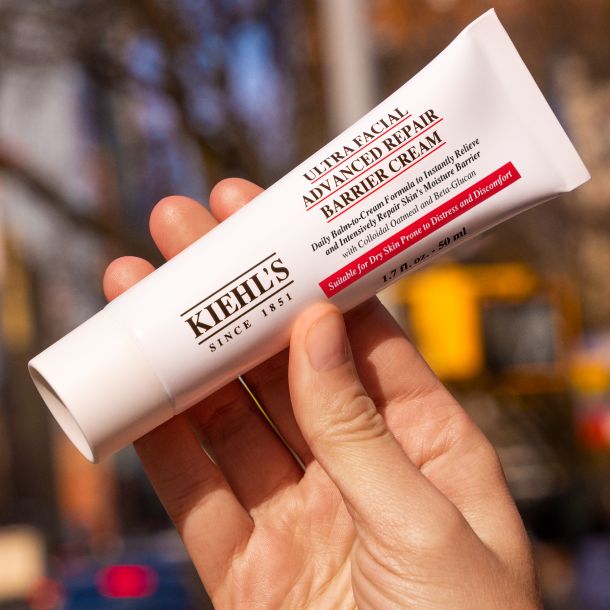 ULTRA FACIAL
ADVANCED REPAIR
BARRIER CREAM
Daily Balm-to-Cream Formula to Instantly Relieve
and Intensively Repair Skin's Moisture Barrier
with Colloidal Oatmeal and Beta-Glucan
Suitable for Dry Skin Prone to Distress and Discomfort
1.7 fl. oz. - 50 ml
KIEHL'S
SINCE 1851